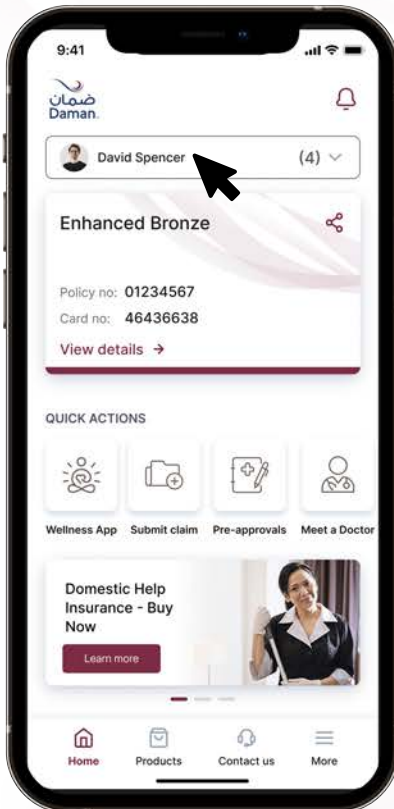 9:41
ضمان
Daman.
David Spencer (4)
Enhanced Bronze
Policy no: 01234567
Card no: 46436638
View details →
QUICK ACTIONS
Wellness App Submit claim Pre-approvals Meet a Doctor
Domestic Help
Insurance - Buy
Now
Learn more
Home Products Contact us More